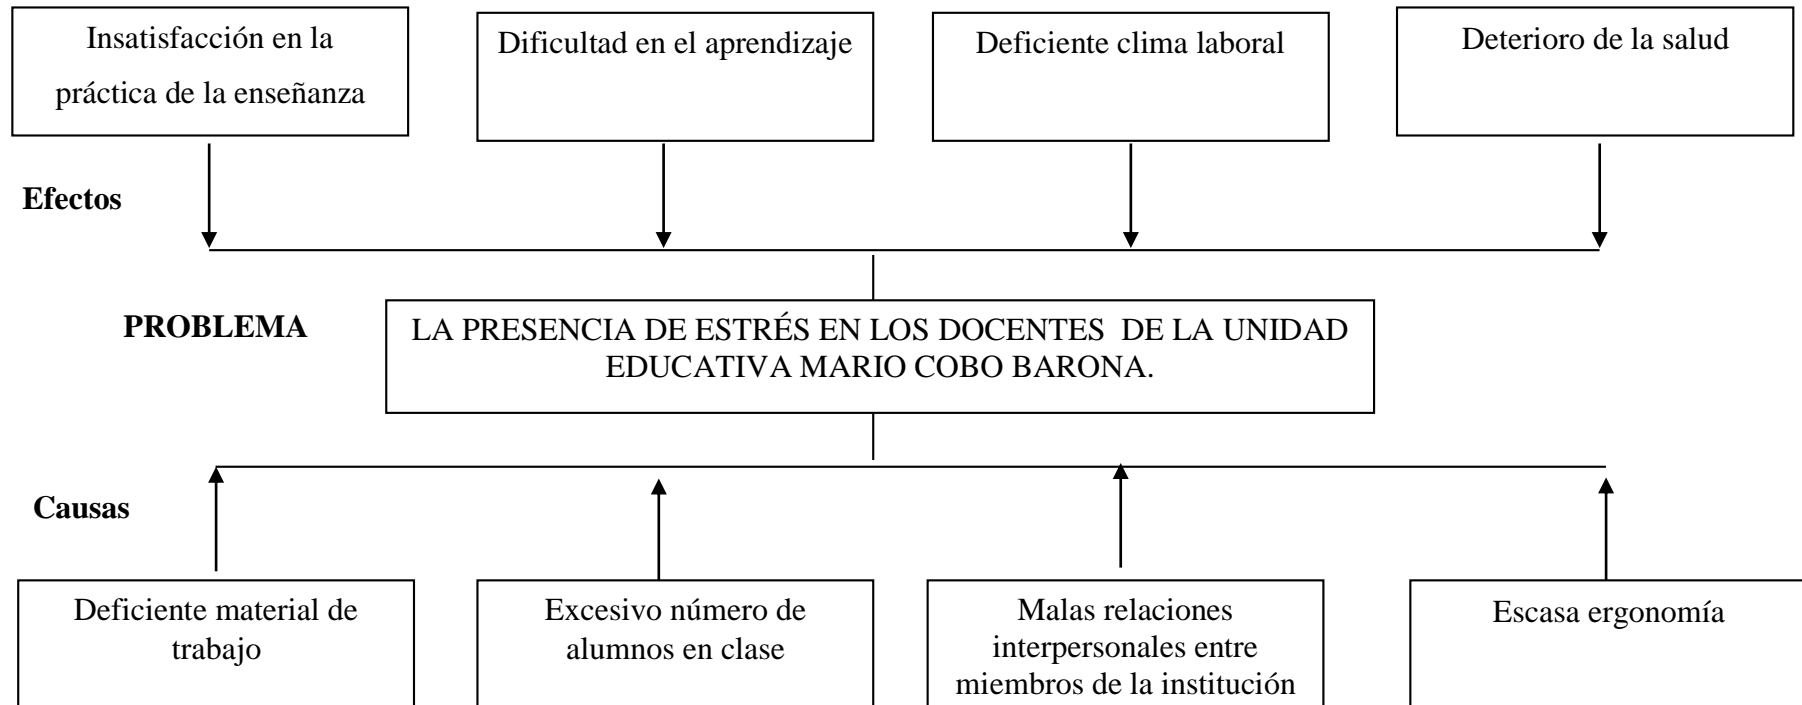 Insatisfacción en la
práctica de la enseñanza
Dificultad en el aprendizaje
Deficiente clima laboral
Deterioro de la salud
Efectos
PROBLEMA
LA PRESENCIA DE ESTRÉS EN LOS DOCENTES DE LA UNIDAD
EDUCATIVA MARIO COBO BARONA.
Causas
Deficiente material de
trabajo
Excesivo número de
alumnos en clase
Malas relaciones
interpersonales entre
miembros de la institución
Escasa ergonomía